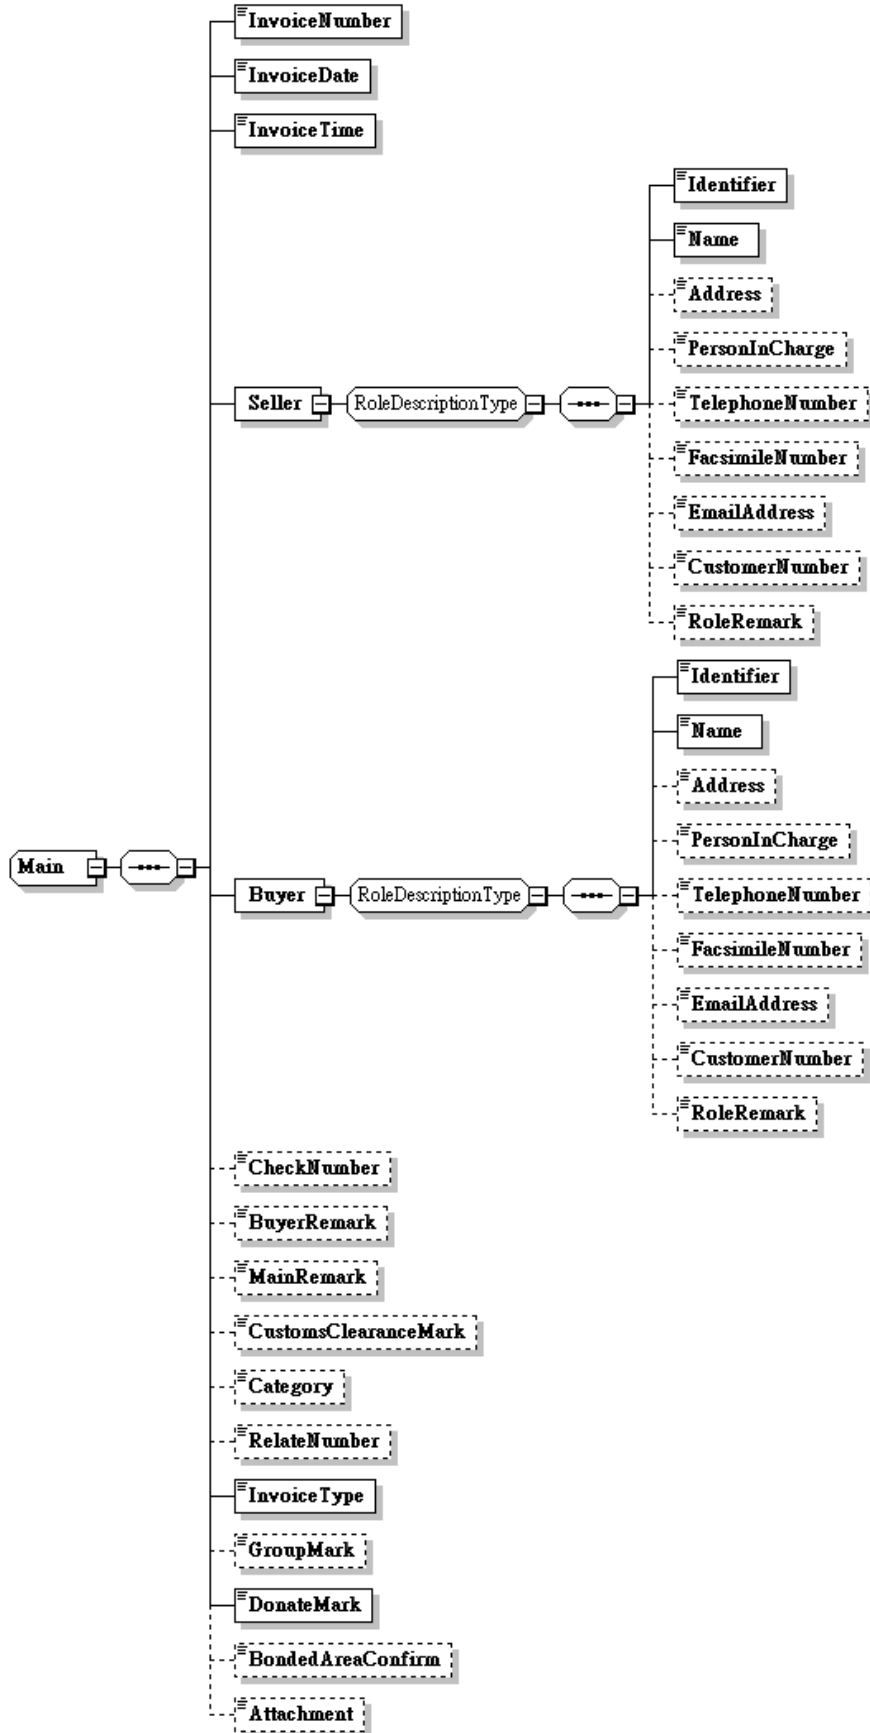 InvoiceNumber
InvoiceDate
InvoiceTime
Identifier
Name
Address
PersonInCharge
Seller RoleDescriptionType TelephoneNumber
FacsimileNumber
EmailAddress
CustomerNumber
RoleRemark
Identifier
Name
Address
PersonInCharge
Main
Buyer RoleDescriptionType TelephoneNumber
FacsimileNumber
EmailAddress
CustomerNumber
RoleRemark
CheckNumber
BuyerRemark
MainRemark
CustomsClearanceMark
Category
RelateNumber
InvoiceType
GroupMark
DonateMark
BondedAreaConfirm
Attachment